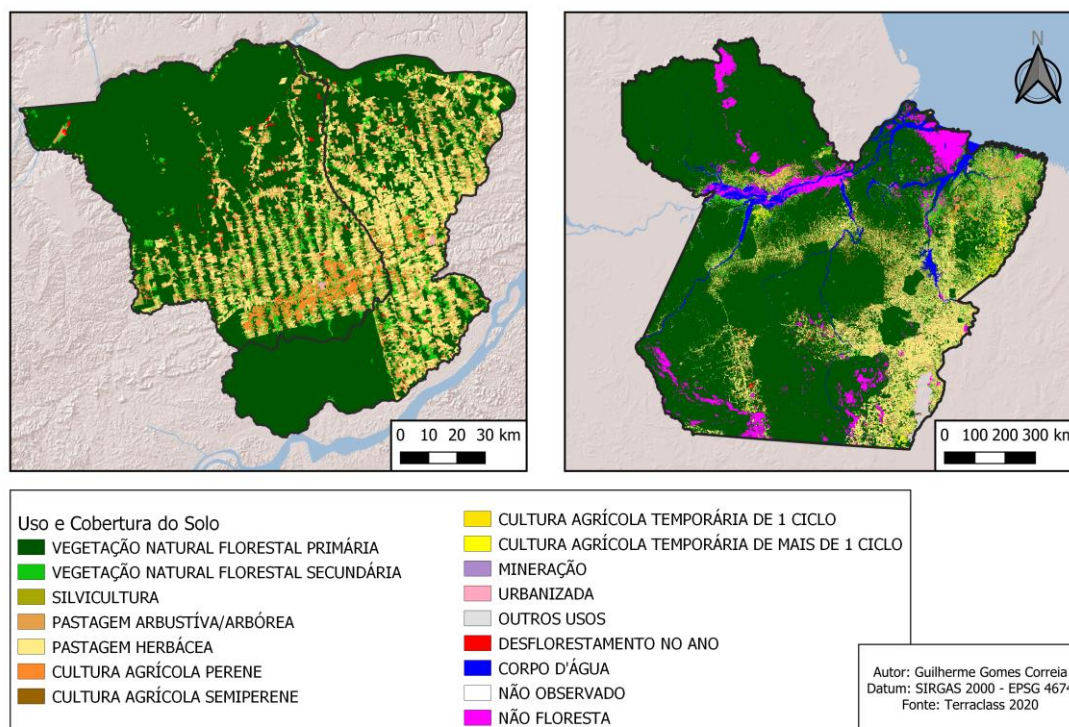 0 10 20 30 km
N
0 100 200 300 km
Uso e Cobertura do Solo
VEGETAÇÃO NATURAL FLORESTAL PRIMÁRIA
VEGETAÇÃO NATURAL FLORESTAL SECUNDÁRIA
SILVICULTURA
PASTAGEM ARBUSTÍVA/ARBÓREA
PASTAGEM HERBÁCEA
CULTURA AGRÍCOLA PERENE
CULTURA AGRÍCOLA SEMIPERENE
CULTURA AGRÍCOLA TEMPORÁRIA DE 1 CICLO
CULTURA AGRÍCOLA TEMPORÁRIA DE MAIS DE 1 CICLO
MINERAÇÃO
URBANIZADA
OUTROS USOS
DESFLORESTAMENTO NO ANO
CORPO D'ÁGUA
NÃO OBSERVADO
NÃO FLORESTA
Autor: Guilherme Gomes Correia
Datum: SIRGAS 2000 - EPSG 4674
Fonte: Terraclass 2020